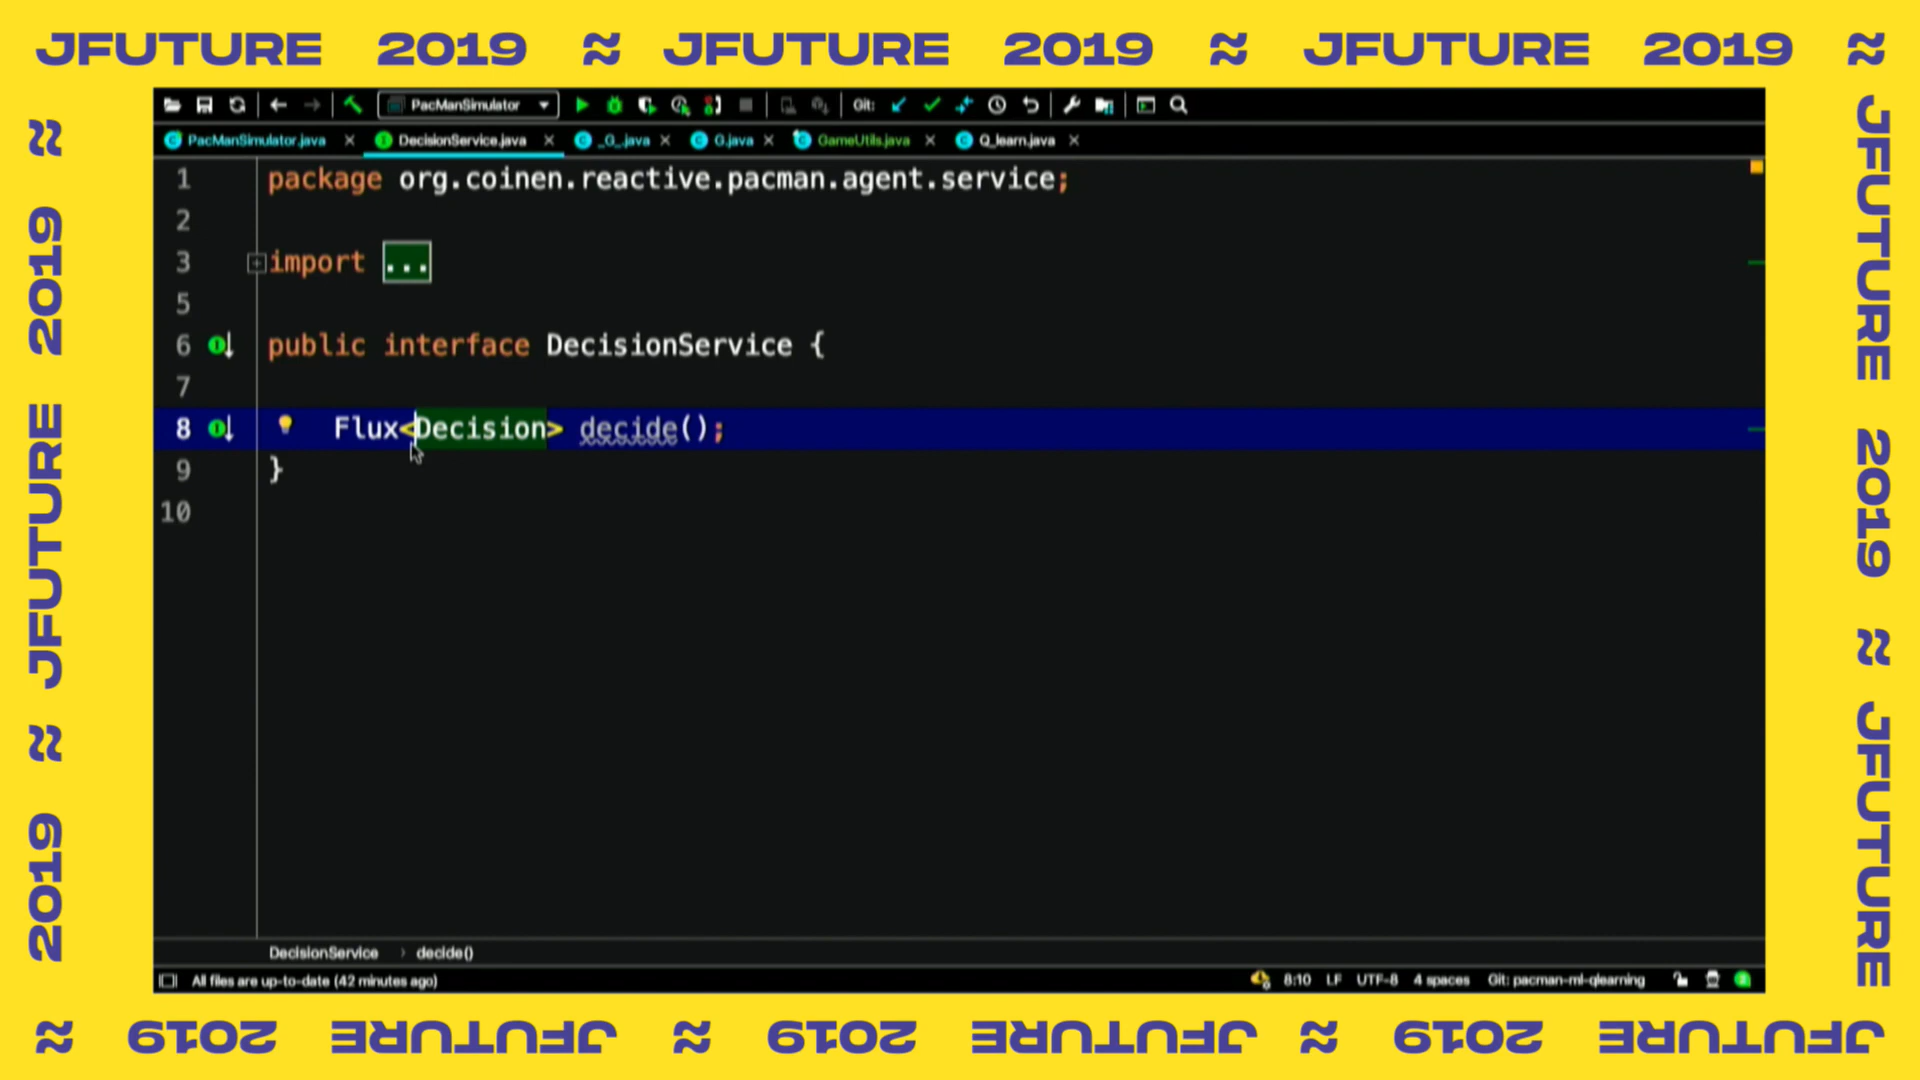 JFUTURE 2019 ≈ JFUTURE 2019 ≈ JFUTURE 2019 ≈
PacManSimulator
Git:
PacManSimulator.java
DecisionService.java
_G_.java
G.java
GameUtils.java
Q_learn.java
1 package org.coinen.reactive.pacman.agent.service;
2
3 import ...
5
6 public interface DecisionService {
7
8 Flux<Decision> decide();
9 }
10
DecisionService › decide()
All files are up-to-date (42 minutes ago)
8:10 LF UTF-8 4 spaces Git: pacman-ml-qlearning
2
JFUTURE 2019 ≈ JFUTURE 2019 ≈ JFUTURE
JFUTURE 2019 ≈ JFUTURE 2019 ≈ JFUTURE 2019 ≈
2019 ≈ JFUTURE 2019 ≈